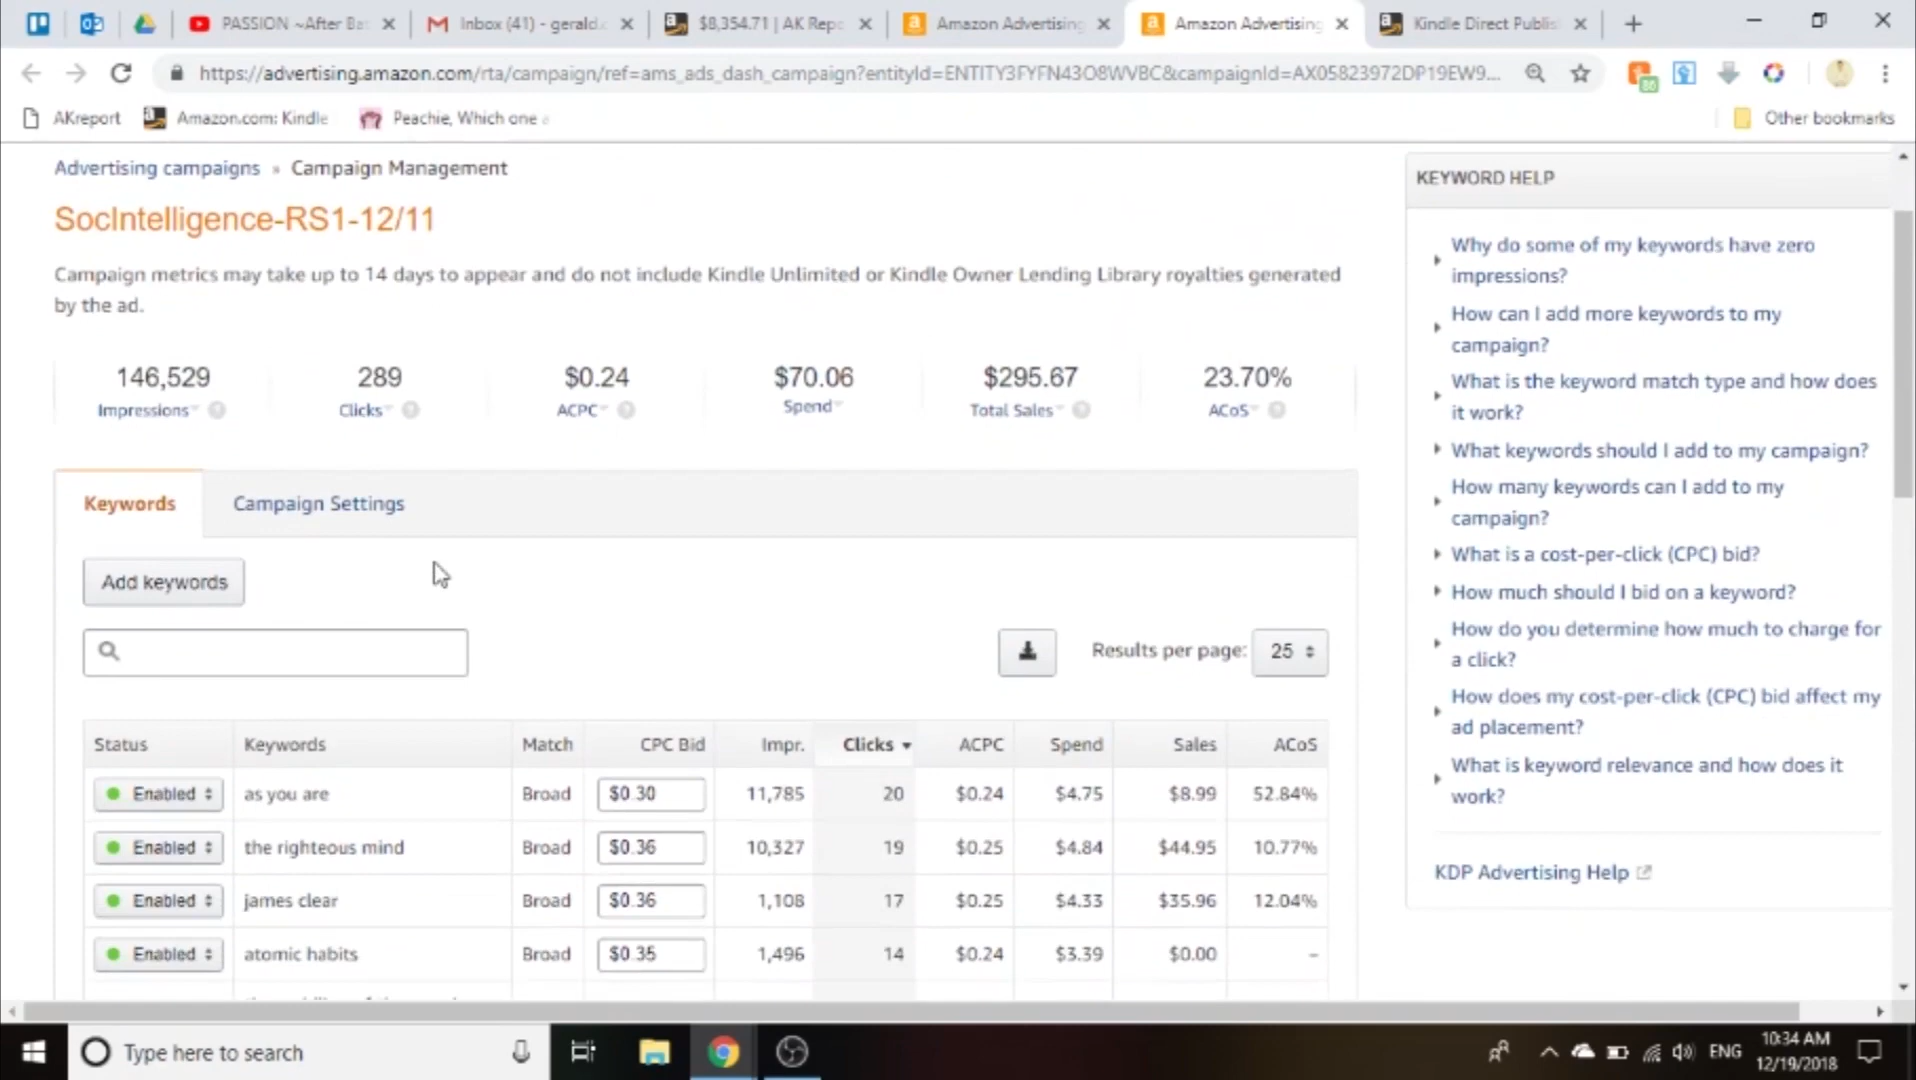 PASSION ~After Ba
Inbox (41) - gerald.
$8,354.71 | AK Repo
Amazon Advertising
Amazon Advertising
Kindle Direct Publis
https://advertising.amazon.com/rta/campaign/ref=ams_ads_dash_campaign?entityId=ENTITY3FYFN43O8WVBC&campaignId=AX05823972DP19EW9...
AKreport
Amazon.com: Kindle
Peachie, Which one a
Other bookmarks
Advertising campaigns » Campaign Management
SocIntelligence-RS1-12/11
Campaign metrics may take up to 14 days to appear and do not include Kindle Unlimited or Kindle Owner Lending Library royalties generated
by the ad.
146,529 289 $0.24 $70.06 $295.67 23.70%
Impressions Clicks ACPC Spend Total Sales ACoS
Keywords Campaign Settings
Add keywords
Results per page: 25
Status Keywords Match CPC Bid Impr. Clicks ACPC Spend Sales ACoS
Enabled as you are Broad $0.30 11,785 20 $0.24 $4.75 $8.99 52.84%
Enabled the righteous mind Broad $0.36 10,327 19 $0.25 $4.84 $44.95 10.77%
Enabled james clear Broad $0.36 1,108 17 $0.25 $4.33 $35.96 12.04%
Enabled atomic habits Broad $0.35 1,496 14 $0.24 $3.39 $0.00 –
KEYWORD HELP
Why do some of my keywords have zero
impressions?
How can I add more keywords to my
campaign?
What is the keyword match type and how does
it work?
What keywords should I add to my campaign?
How many keywords can I add to my
campaign?
What is a cost-per-click (CPC) bid?
How much should I bid on a keyword?
How do you determine how much to charge for
a click?
How does my cost-per-click (CPC) bid affect my
ad placement?
What is keyword relevance and how does it
work?
KDP Advertising Help
Type here to search
ENG
10:34 AM
12/19/2018